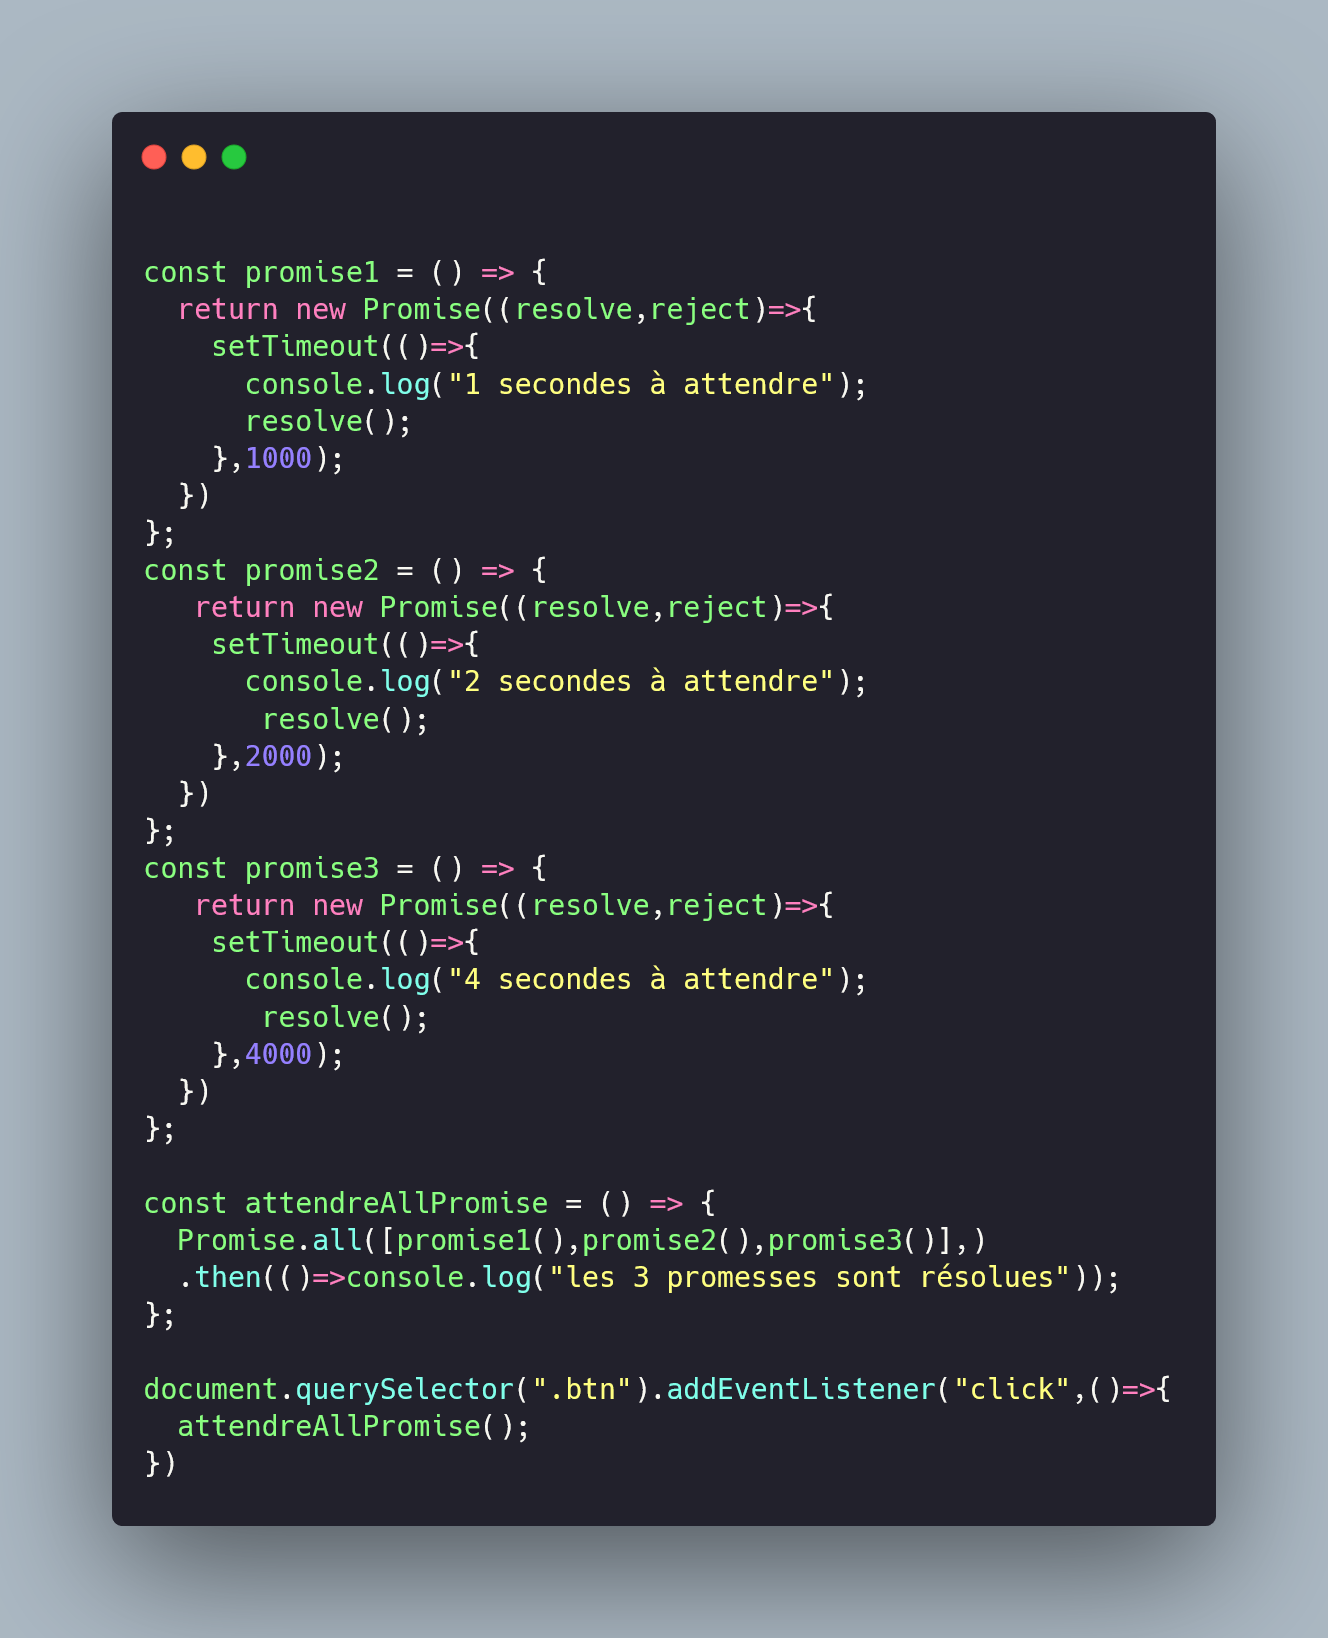 const promise1 = () => {
  return new Promise((resolve,reject)=>{
    setTimeout(()=>{
      console.log("1 secondes à attendre");
      resolve();
    },1000);
  })
};
const promise2 = () => {
   return new Promise((resolve,reject)=>{
    setTimeout(()=>{
      console.log("2 secondes à attendre");
       resolve();
    },2000);
  })
};
const promise3 = () => {
   return new Promise((resolve,reject)=>{
    setTimeout(()=>{
      console.log("4 secondes à attendre");
       resolve();
    },4000);
  })
};

const attendreAllPromise = () => {
  Promise.all([promise1(),promise2(),promise3()],)
  .then(()=>console.log("les 3 promesses sont résolues"));
};

document.querySelector(".btn").addEventListener("click",()=>{
  attendreAllPromise();
})